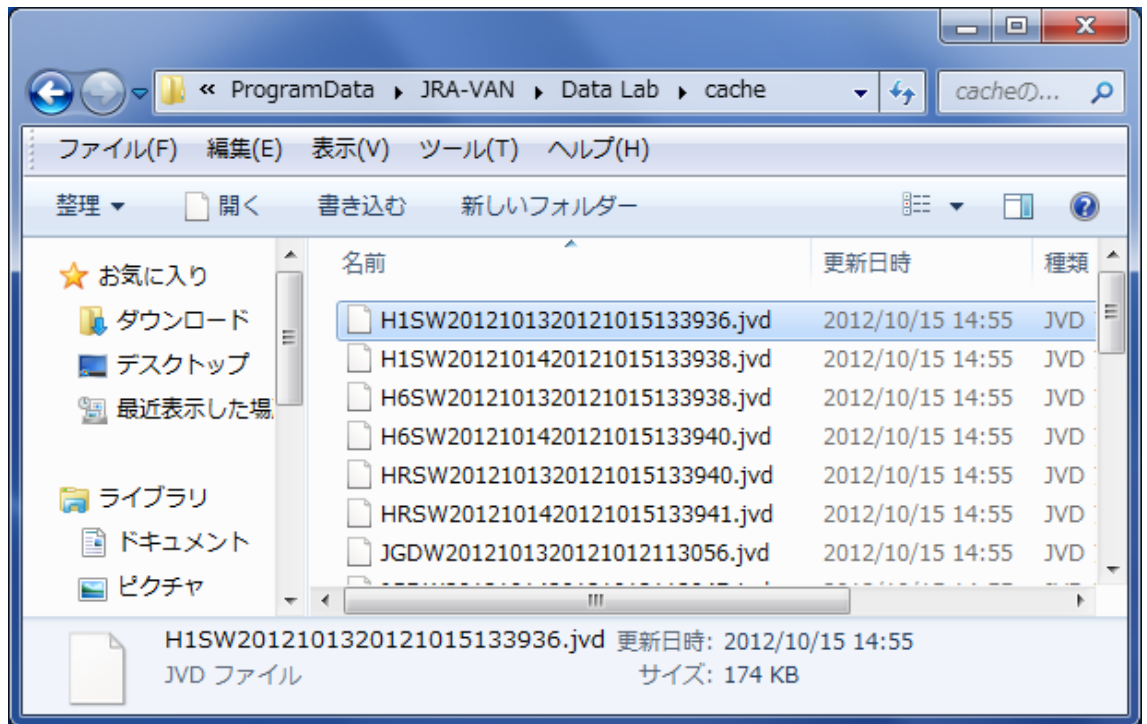 « ProgramData ▸ JRA-VAN ▸ Data Lab ▸ cache cacheの...
ファイル(F) 編集(E) 表示(V) ツール(T) ヘルプ(H)
整理 開く 書き込む 新しいフォルダー
お気に入り
ダウンロード
デスクトップ
最近表示した場
ライブラリ
ドキュメント
ピクチャ
名前 更新日時 種類
H1SW2012101320121015133936.jvd 2012/10/15 14:55 JVD
H1SW2012101420121015133938.jvd 2012/10/15 14:55 JVD
H6SW2012101320121015133938.jvd 2012/10/15 14:55 JVD
H6SW2012101420121015133940.jvd 2012/10/15 14:55 JVD
HRSW2012101320121015133940.jvd 2012/10/15 14:55 JVD
HRSW2012101420121015133941.jvd 2012/10/15 14:55 JVD
JGDW2012101320121012113056.jvd 2012/10/15 14:55 JVD
H1SW2012101320121015133936.jvd 更新日時: 2012/10/15 14:55
JVD ファイル サイズ: 174 KB